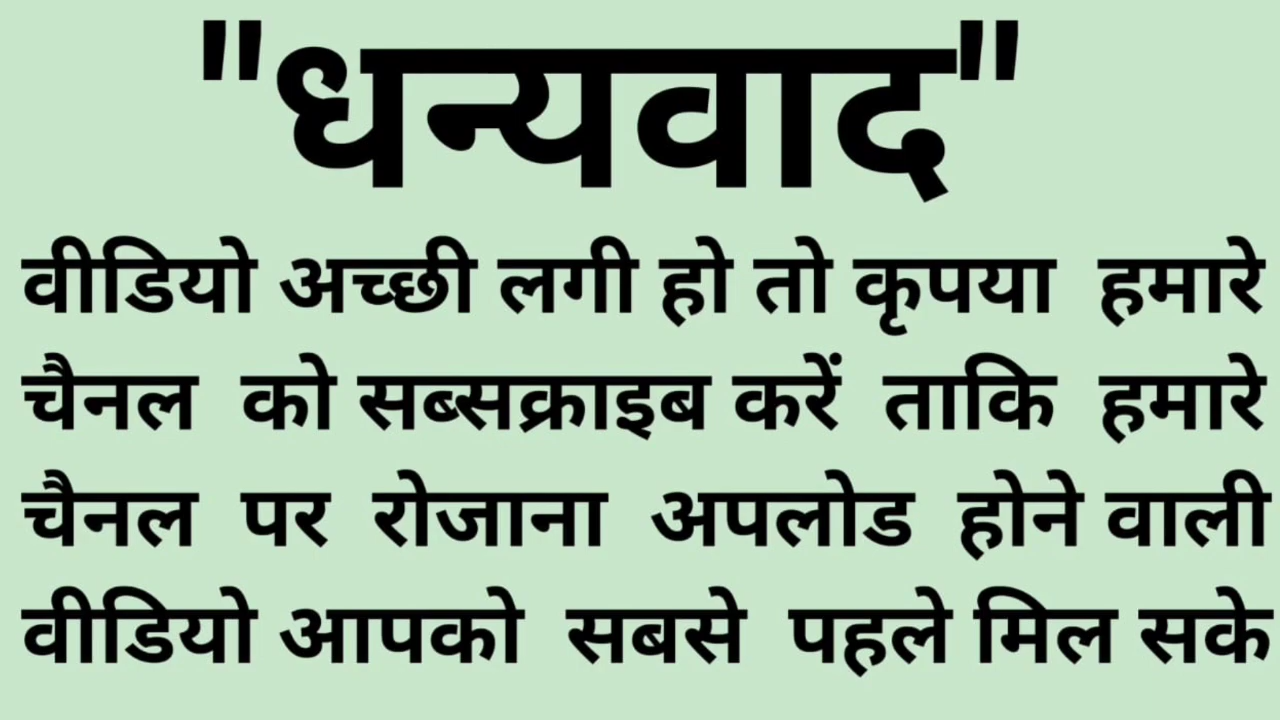 "धन्यवाद"
वीडियो अच्छी लगी हो तो कृपया हमारे
चैनल को सब्सक्राइब करें ताकि हमारे
चैनल पर रोजाना अपलोड होने वाली
वीडियो आपको सबसे पहले मिल सके